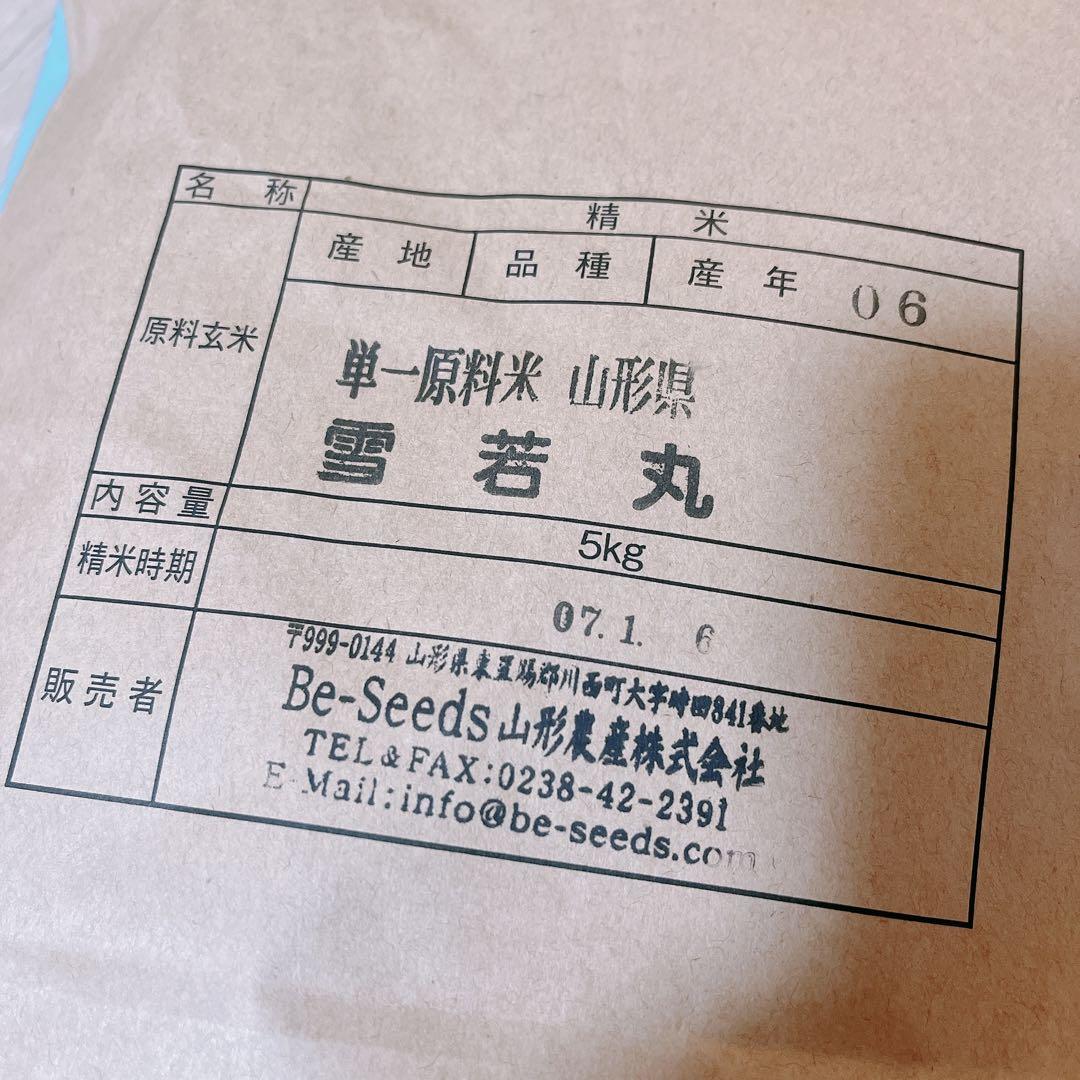 名称 精米
産地 品種 産年 06
原料玄米
単一原料米 山形県
雪若丸
内容量 5kg
精米時期 07.1. 6
販売者
〒999-0144 山形県東置賜郡川西町大字時田341番地
Be-Seeds山形農産株式会社
TEL&FAX:0238-42-2391
E-Mail:info@be-seeds.com